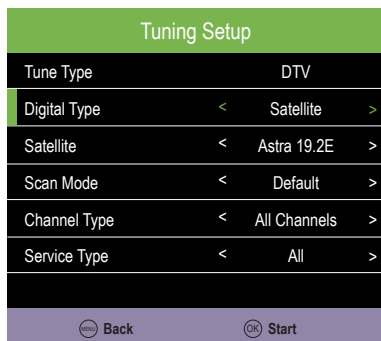 Tuning Setup
Tune Type DTV
Digital Type < Satellite >
Satellite < Astra 19.2E >
Scan Mode < Default >
Channel Type < All Channels >
Service Type < All >
MENU Back OK Start